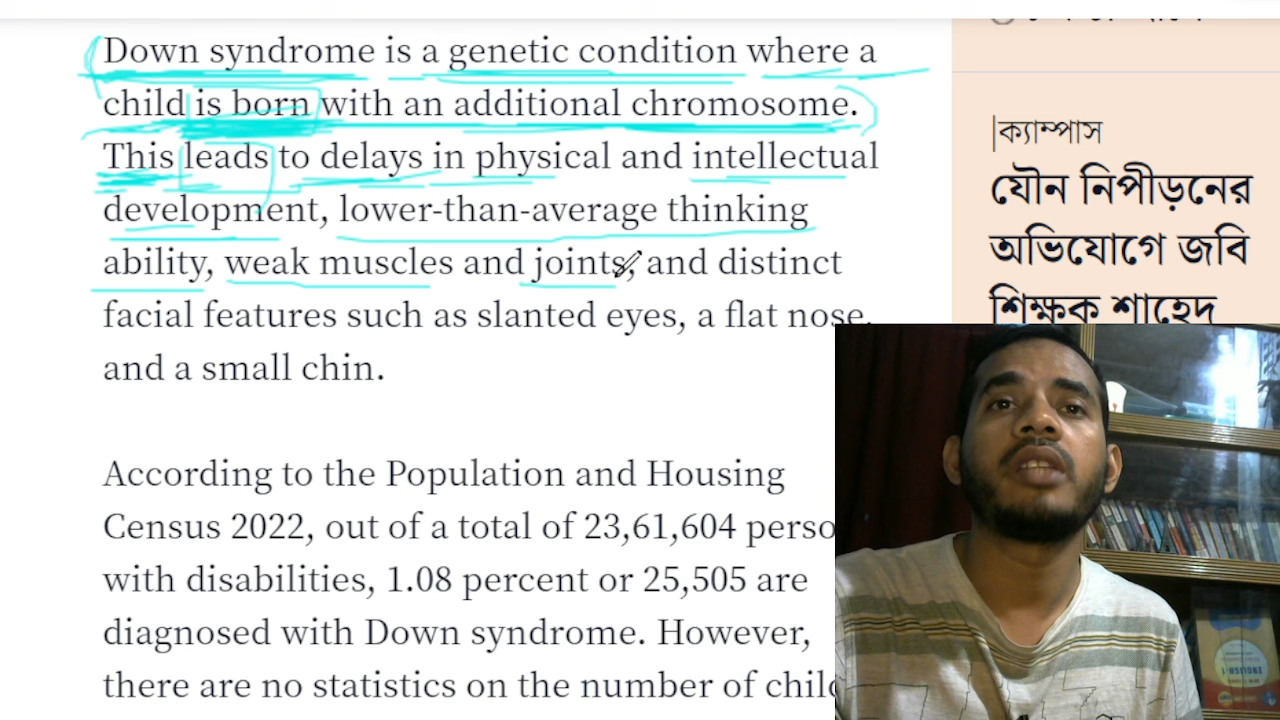 Down syndrome is a genetic condition where a
child is born with an additional chromosome.
This leads to delays in physical and intellectual
development, lower-than-average thinking
ability, weak muscles and joints, and distinct
facial features such as slanted eyes, a flat nose,
and a small chin.
According to the Population and Housing
Census 2022, out of a total of 23,61,604
with disabilities, 1.08 percent or 25,505 are
diagnosed with Down syndrome. However,
there are no statistics on the number of
|ক্যাম্পাস
যৌন নিপীড়নের
অভিযোগে জবি
শিক্ষক শাহেদ